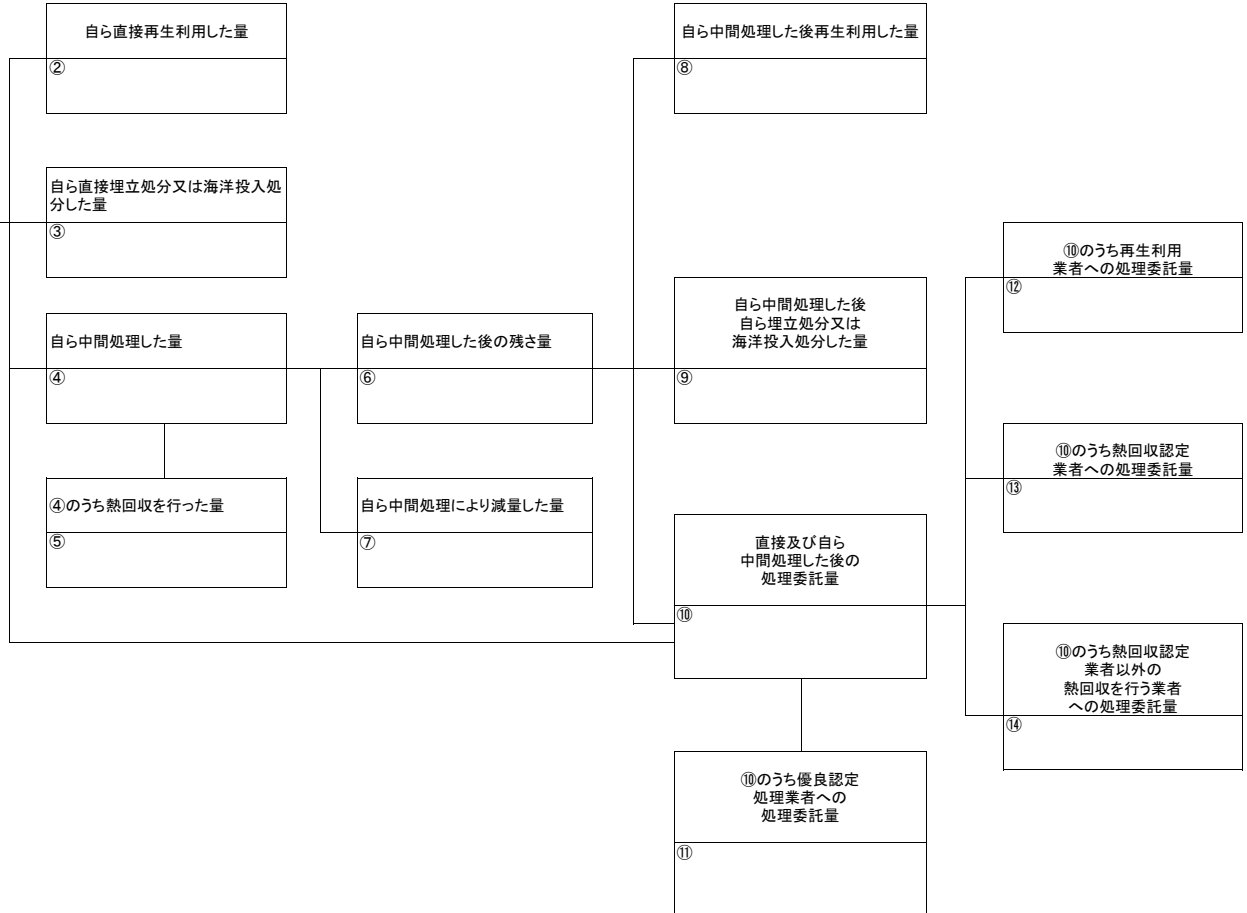 自ら直接再生利用した量
②
自ら直接埋立処分又は海洋投入処
分した量
③
自ら中間処理した量
④
④のうち熱回収を行った量
⑤
自ら中間処理した後の残さ量
⑥
自ら中間処理により減量した量
⑦
自ら中間処理した後再生利用した量
⑧
自ら中間処理した後
自ら埋立処分又は
海洋投入処分した量
⑨
直接及び自ら
中間処理した後の
処理委託量
⑩
⑩のうち優良認定
処理業者への
処理委託量
⑪
⑩のうち再生利用
業者への処理委託量
⑫
⑩のうち熱回収認定
業者への処理委託量
⑬
⑩のうち熱回収認定
業者以外の
熱回収を行う業者
への処理委託量
⑭